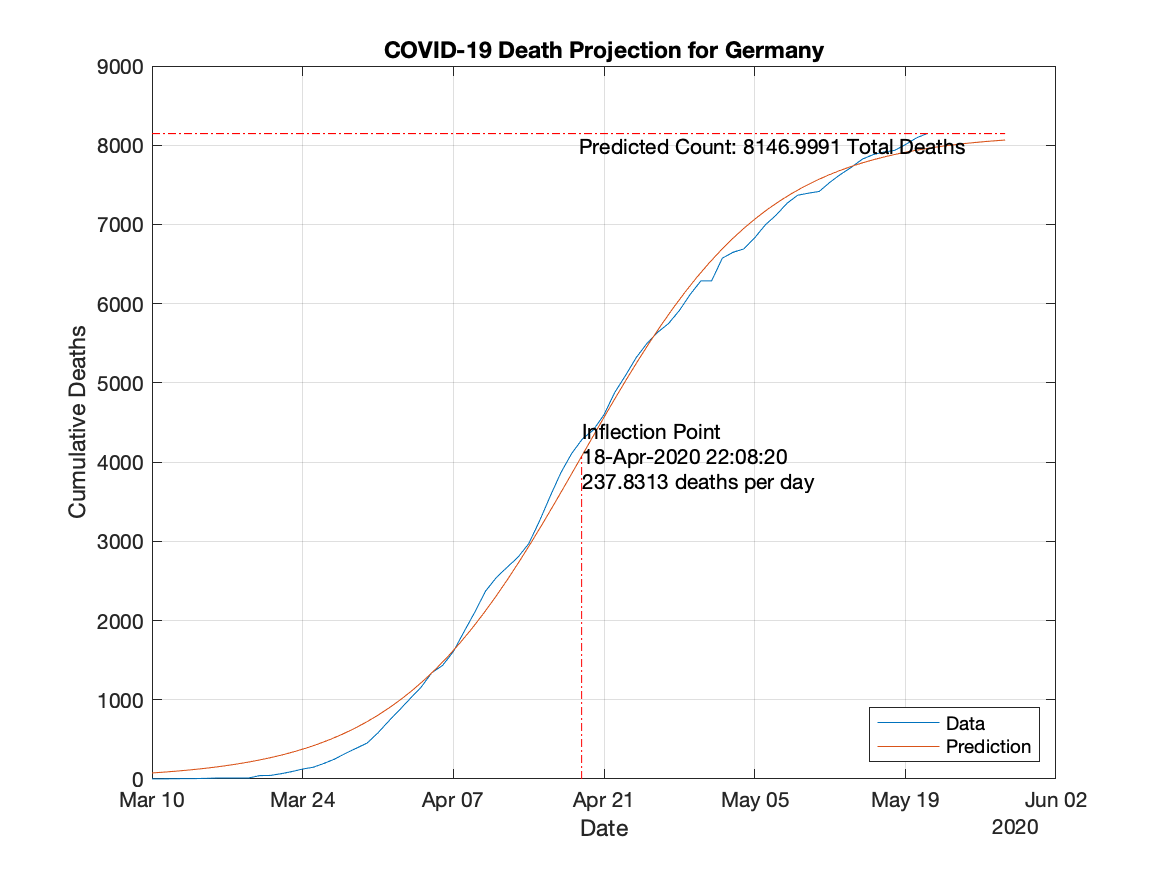 COVID-19 Death Projection for Germany
9000
8000
7000
6000
5000
4000
3000
2000
1000
0
Cumulative Deaths
Predicted Count: 8146.9991 Total Deaths
Inflection Point
18-Apr-2020 22:08:20
237.8313 deaths per day
Data
Prediction
Mar 10 Mar 24 Apr 07 Apr 21 May 05 May 19 Jun 02
Date
2020